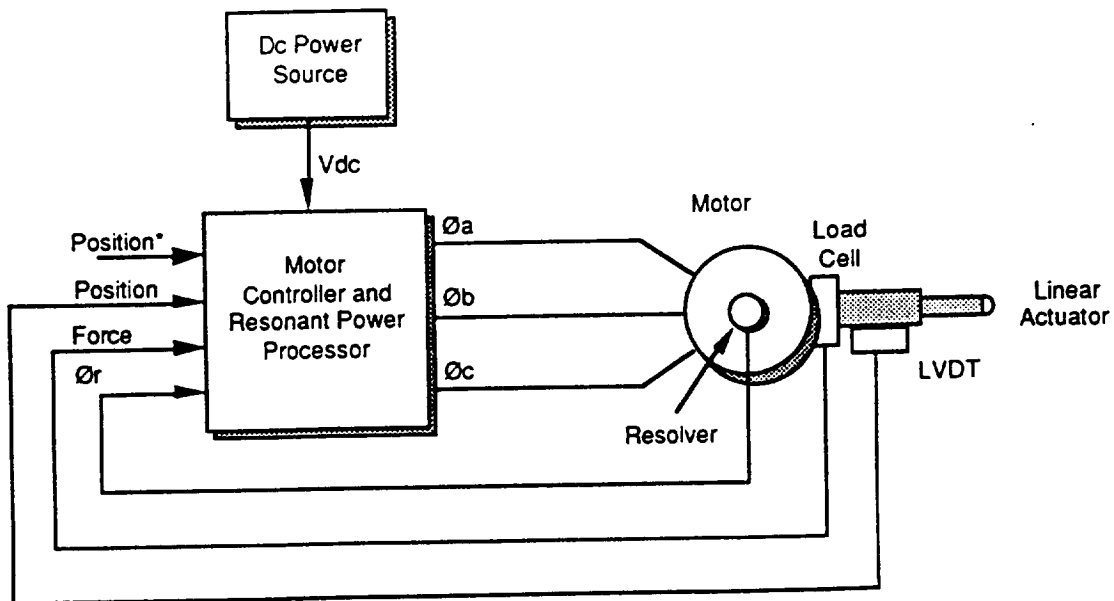 Dc Power
Source
Vdc
Position*
Position
Force
Ør
Motor
Controller and
Resonant Power
Processor
Øa
Øb
Øc
Motor
Load
Cell
Linear
Actuator
LVDT
Resolver